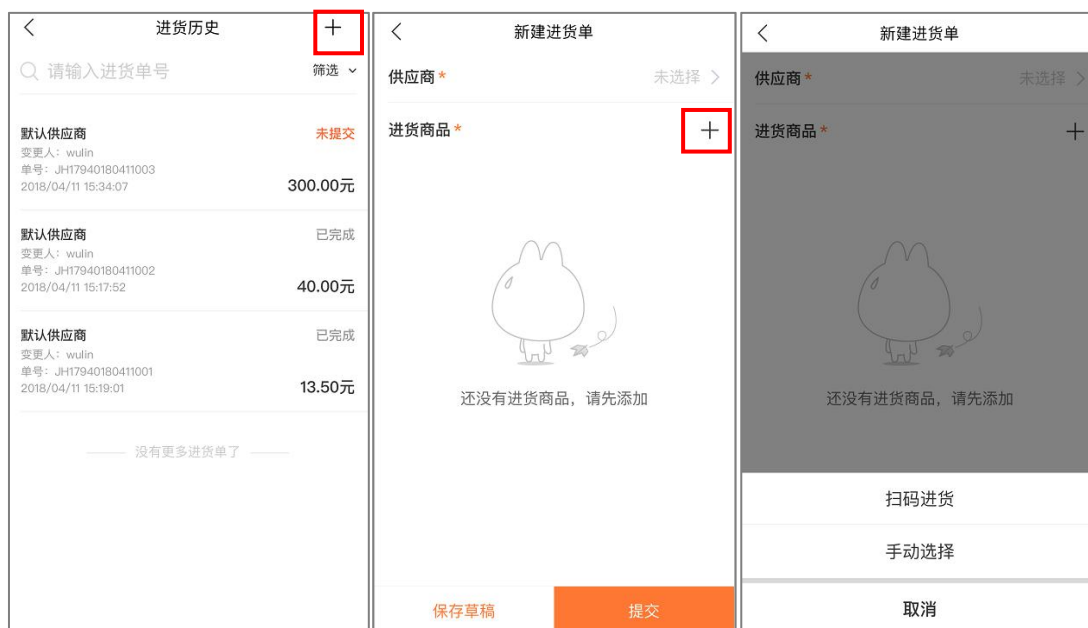 进货历史
请输入进货单号
筛选
默认供应商
未提交
变更人：wulin
单号：JH17940180411003
2018/04/11 15:34:07
300.00元
默认供应商
已完成
变更人：wulin
单号：JH17940180411002
2018/04/11 15:17:52
40.00元
默认供应商
已完成
变更人：wulin
单号：JH17940180411001
2018/04/11 15:19:01
13.50元
没有更多进货单了
新建进货单
供应商*
未选择
进货商品*
还没有进货商品，请先添加
保存草稿
提交
新建进货单
供应商*
未选择
进货商品*
还没有进货商品，请先添加
扫码进货
手动选择
取消